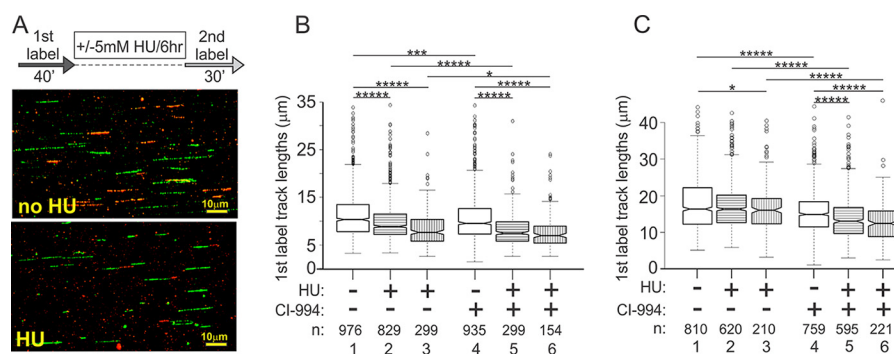 A
1st
label
+/-5mM HU/6hr
2nd
label
40'
30'
no HU
10μm
HU
10μm
B
1st label track lengths (μm)
35
25
15
5
0
***
*****
*
***** *****
***** *****
HU: - + + - + +
CI-994: - - - + + +
n: 976 829 299 935 299 154
1 2 3 4 5 6
C
1st label track lengths (μm)
40
30
20
10
0
*****
*****
*****
* *****
*****
HU: - + + - + +
CI-994: - - - + + +
n: 810 620 210 759 595 221
1 2 3 4 5 6